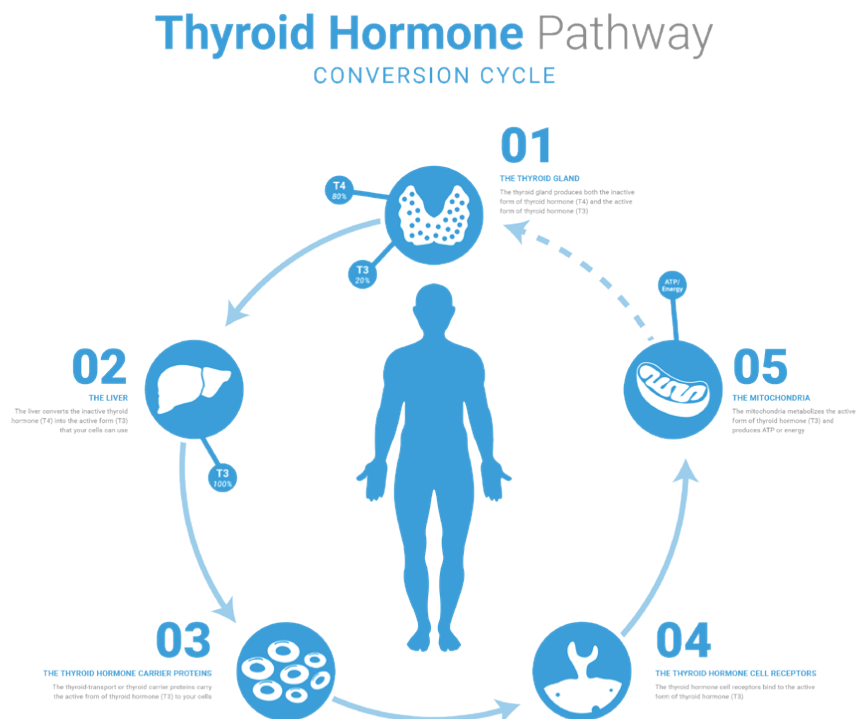 Thyroid Hormone Pathway
CONVERSION CYCLE
01
THE THYROID GLAND
The thyroid gland produces both the inactive
form of thyroid hormone (T4) and the active
form of thyroid hormone (T3)
T4
80%
T3
20%
02
THE LIVER
The liver converts the inactive thyroid
hormone (T4) into the active form (T3)
that your cells can use
T3
100%
03
THE THYROID HORMONE CARRIER PROTEINS
The thyroid-transport or thyroid carrier proteins carry
the active from of thyroid hormone (T3) to your cells
04
THE THYROID HORMONE CELL RECEPTORS
The thyroid hormone cell receptors bind to the active
form of thyroid hormone (T3)
ATP/
Energy
05
THE MITOCHONDRIA
The mitochondria metabolizes the active
form of thyroid hormone (T3) and
produces ATP or energy